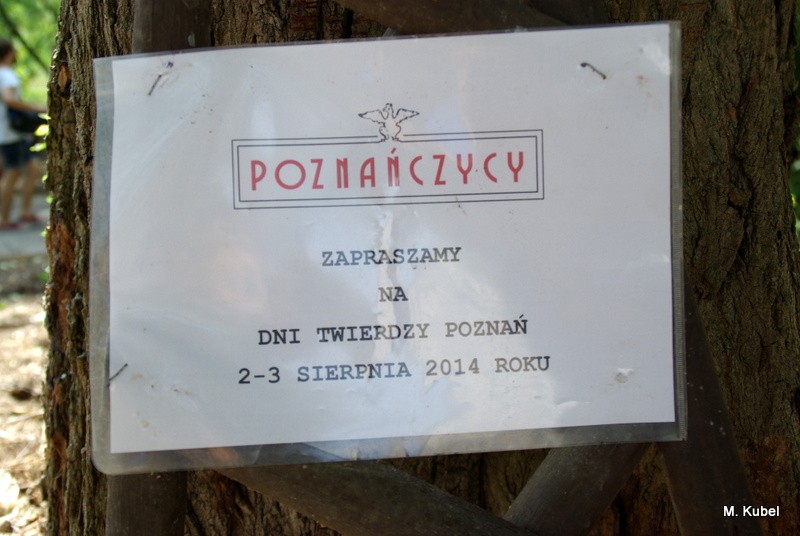 POZNAŃCZYCY
ZAPRASZAMY
NA
DNI TWIERDZY POZNAŃ
2-3 SIERPNIA 2014 ROKU
M. Kubel